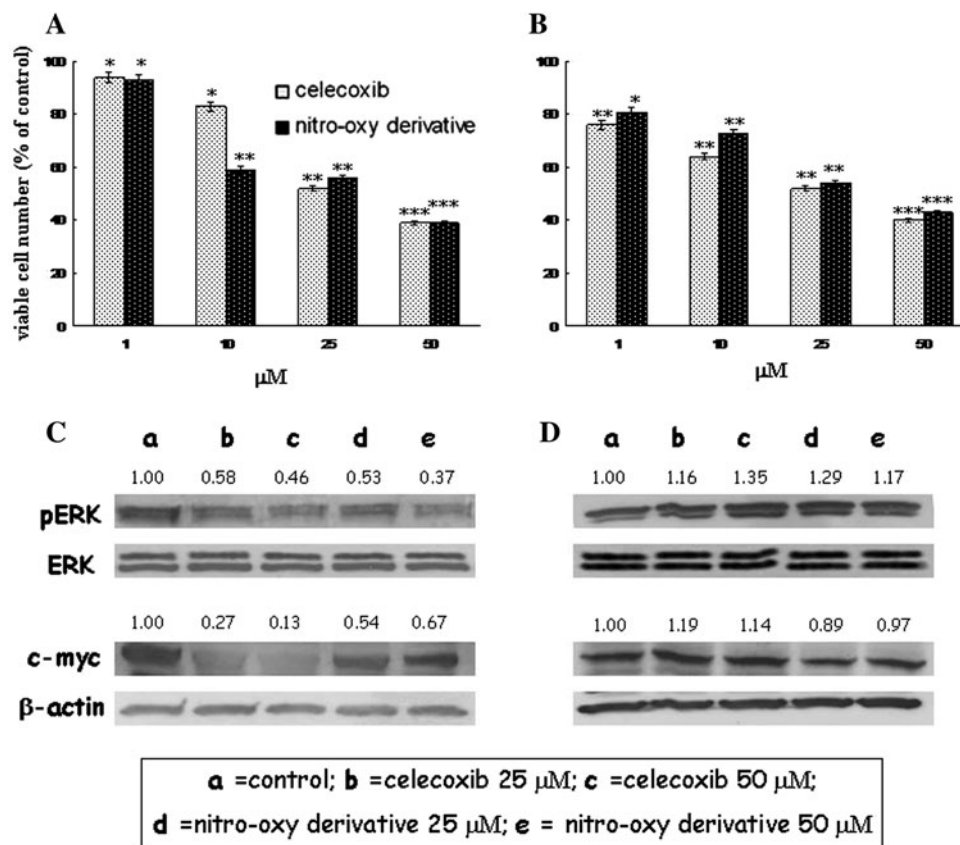 A
B
viable cell number (% of control)
100
80
60
40
20
0
* *
* **
** **
*** ***
celecoxib
nitro-oxy derivative
1 10 25 50
µM
100
80
60
40
20
0
** *
** **
** **
*** ***
1 10 25 50
µM
C
a b c d e
1.00 0.58 0.46 0.53 0.37
pERK
ERK
1.00 0.27 0.13 0.54 0.67
c-myc
β-actin
D
a b c d e
1.00 1.16 1.35 1.29 1.17
1.00 1.19 1.14 0.89 0.97
a =control; b =celecoxib 25 µM; c =celecoxib 50 µM;
d =nitro-oxy derivative 25 µM; e = nitro-oxy derivative 50 µM